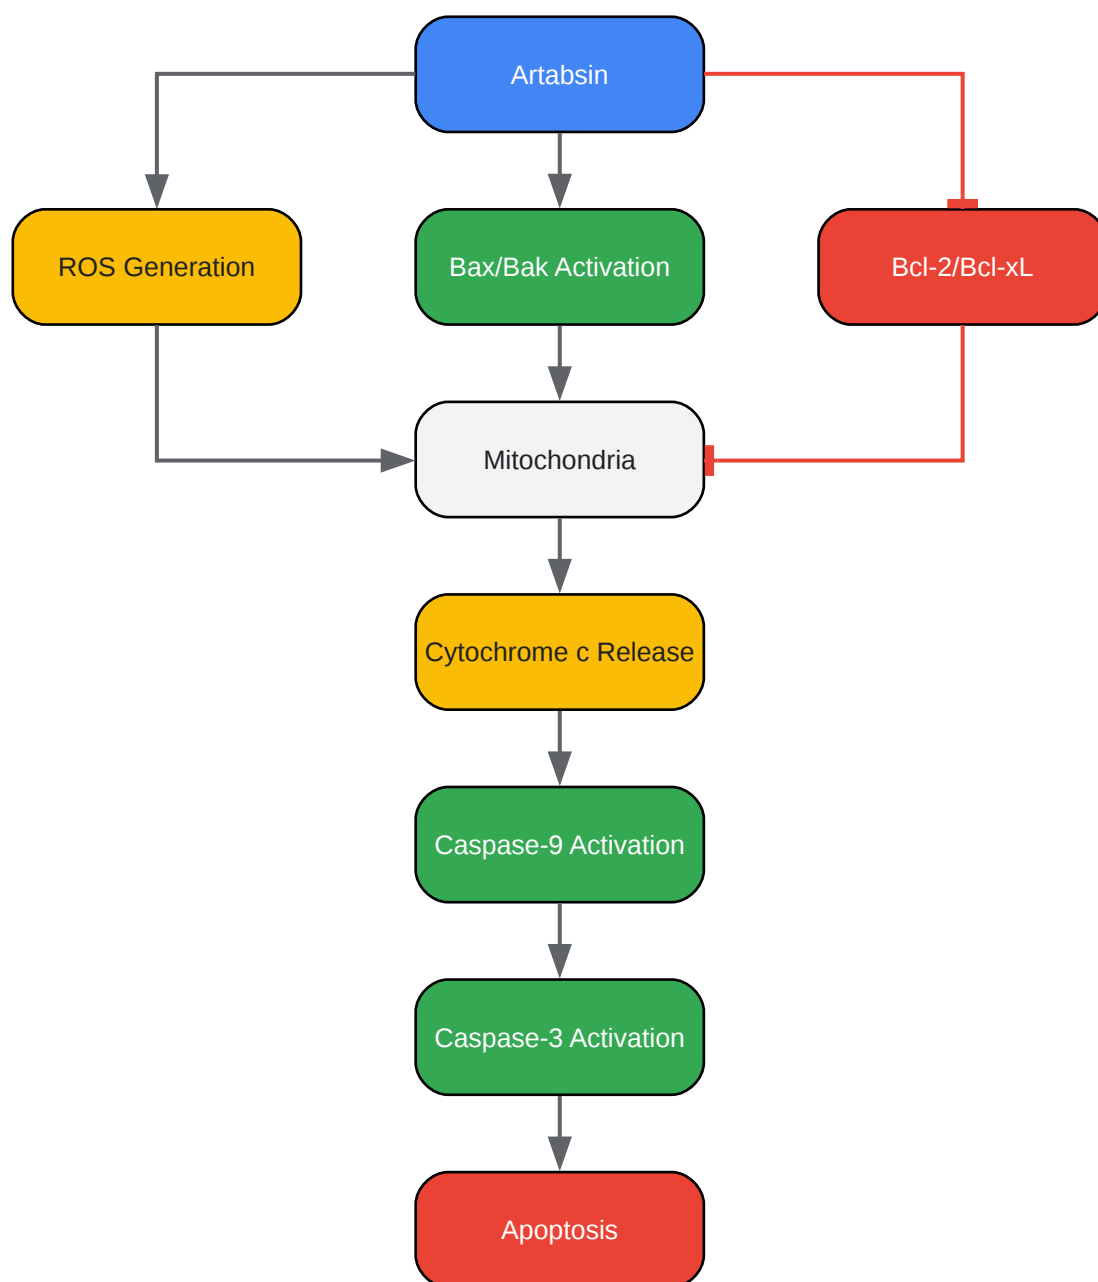 Artabsin
ROS Generation
Bax/Bak Activation
Bcl-2/Bcl-xL
Mitochondria
Cytochrome c Release
Caspase-9 Activation
Caspase-3 Activation
Apoptosis